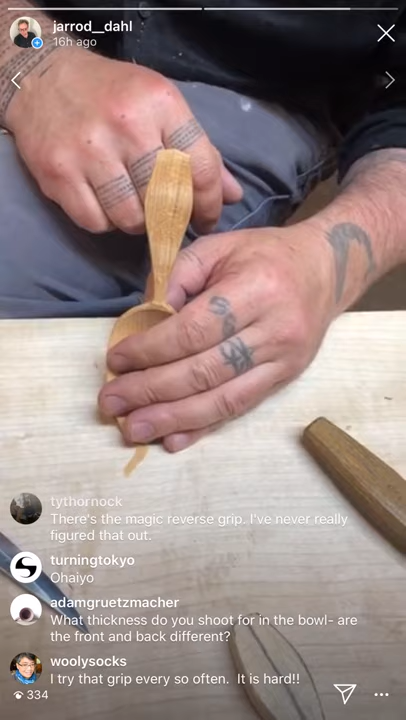 jarrod__dahl
16h ago
tythornock
There's the magic reverse grip. I've never really
figured that out.
turningtokyo
Ohaiyo
adamgruetzmacher
What thickness do you shoot for in the bowl- are
the front and back different?
woolysocks
I try that grip every so often. It is hard!!
334